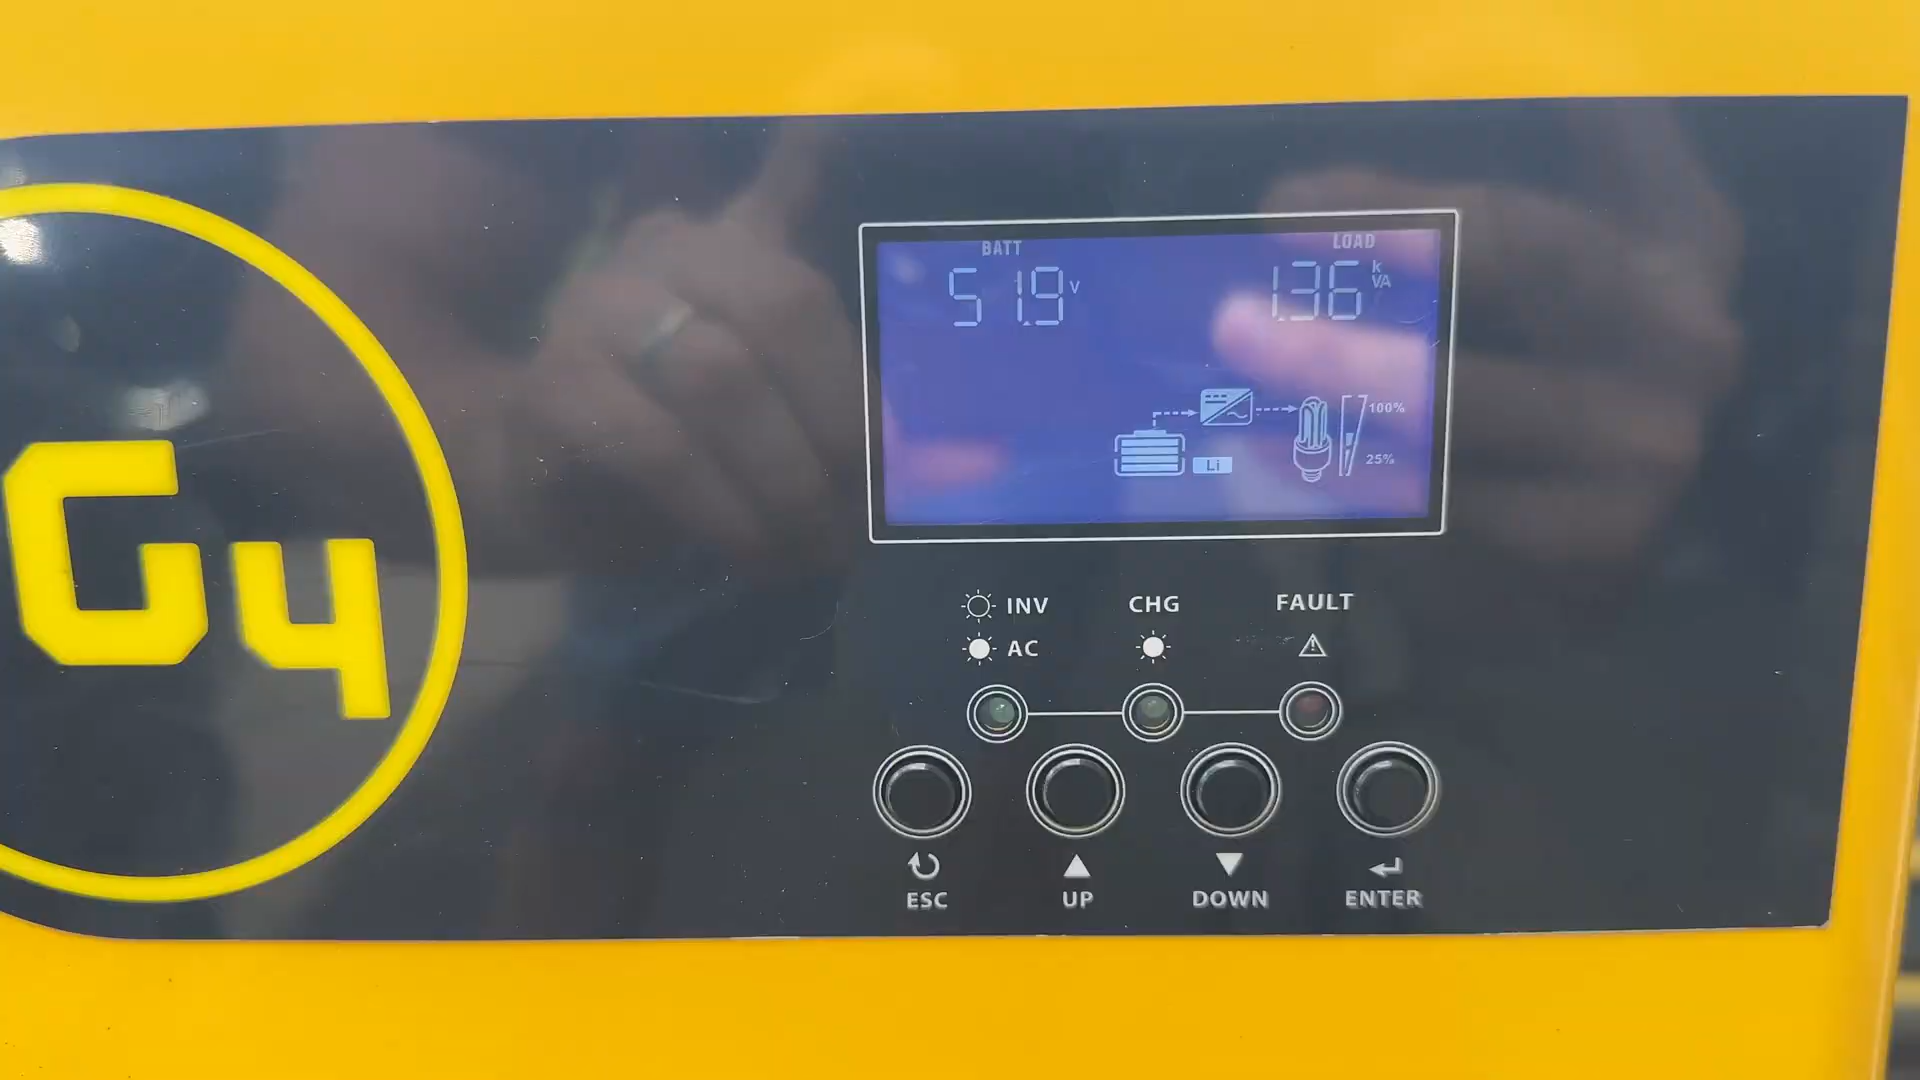 BATT
LOAD
51.9 V
1.36 kVA
100%
25%
Li
G4
INV
CHG
FAULT
AC
ESC
UP
DOWN
ENTER